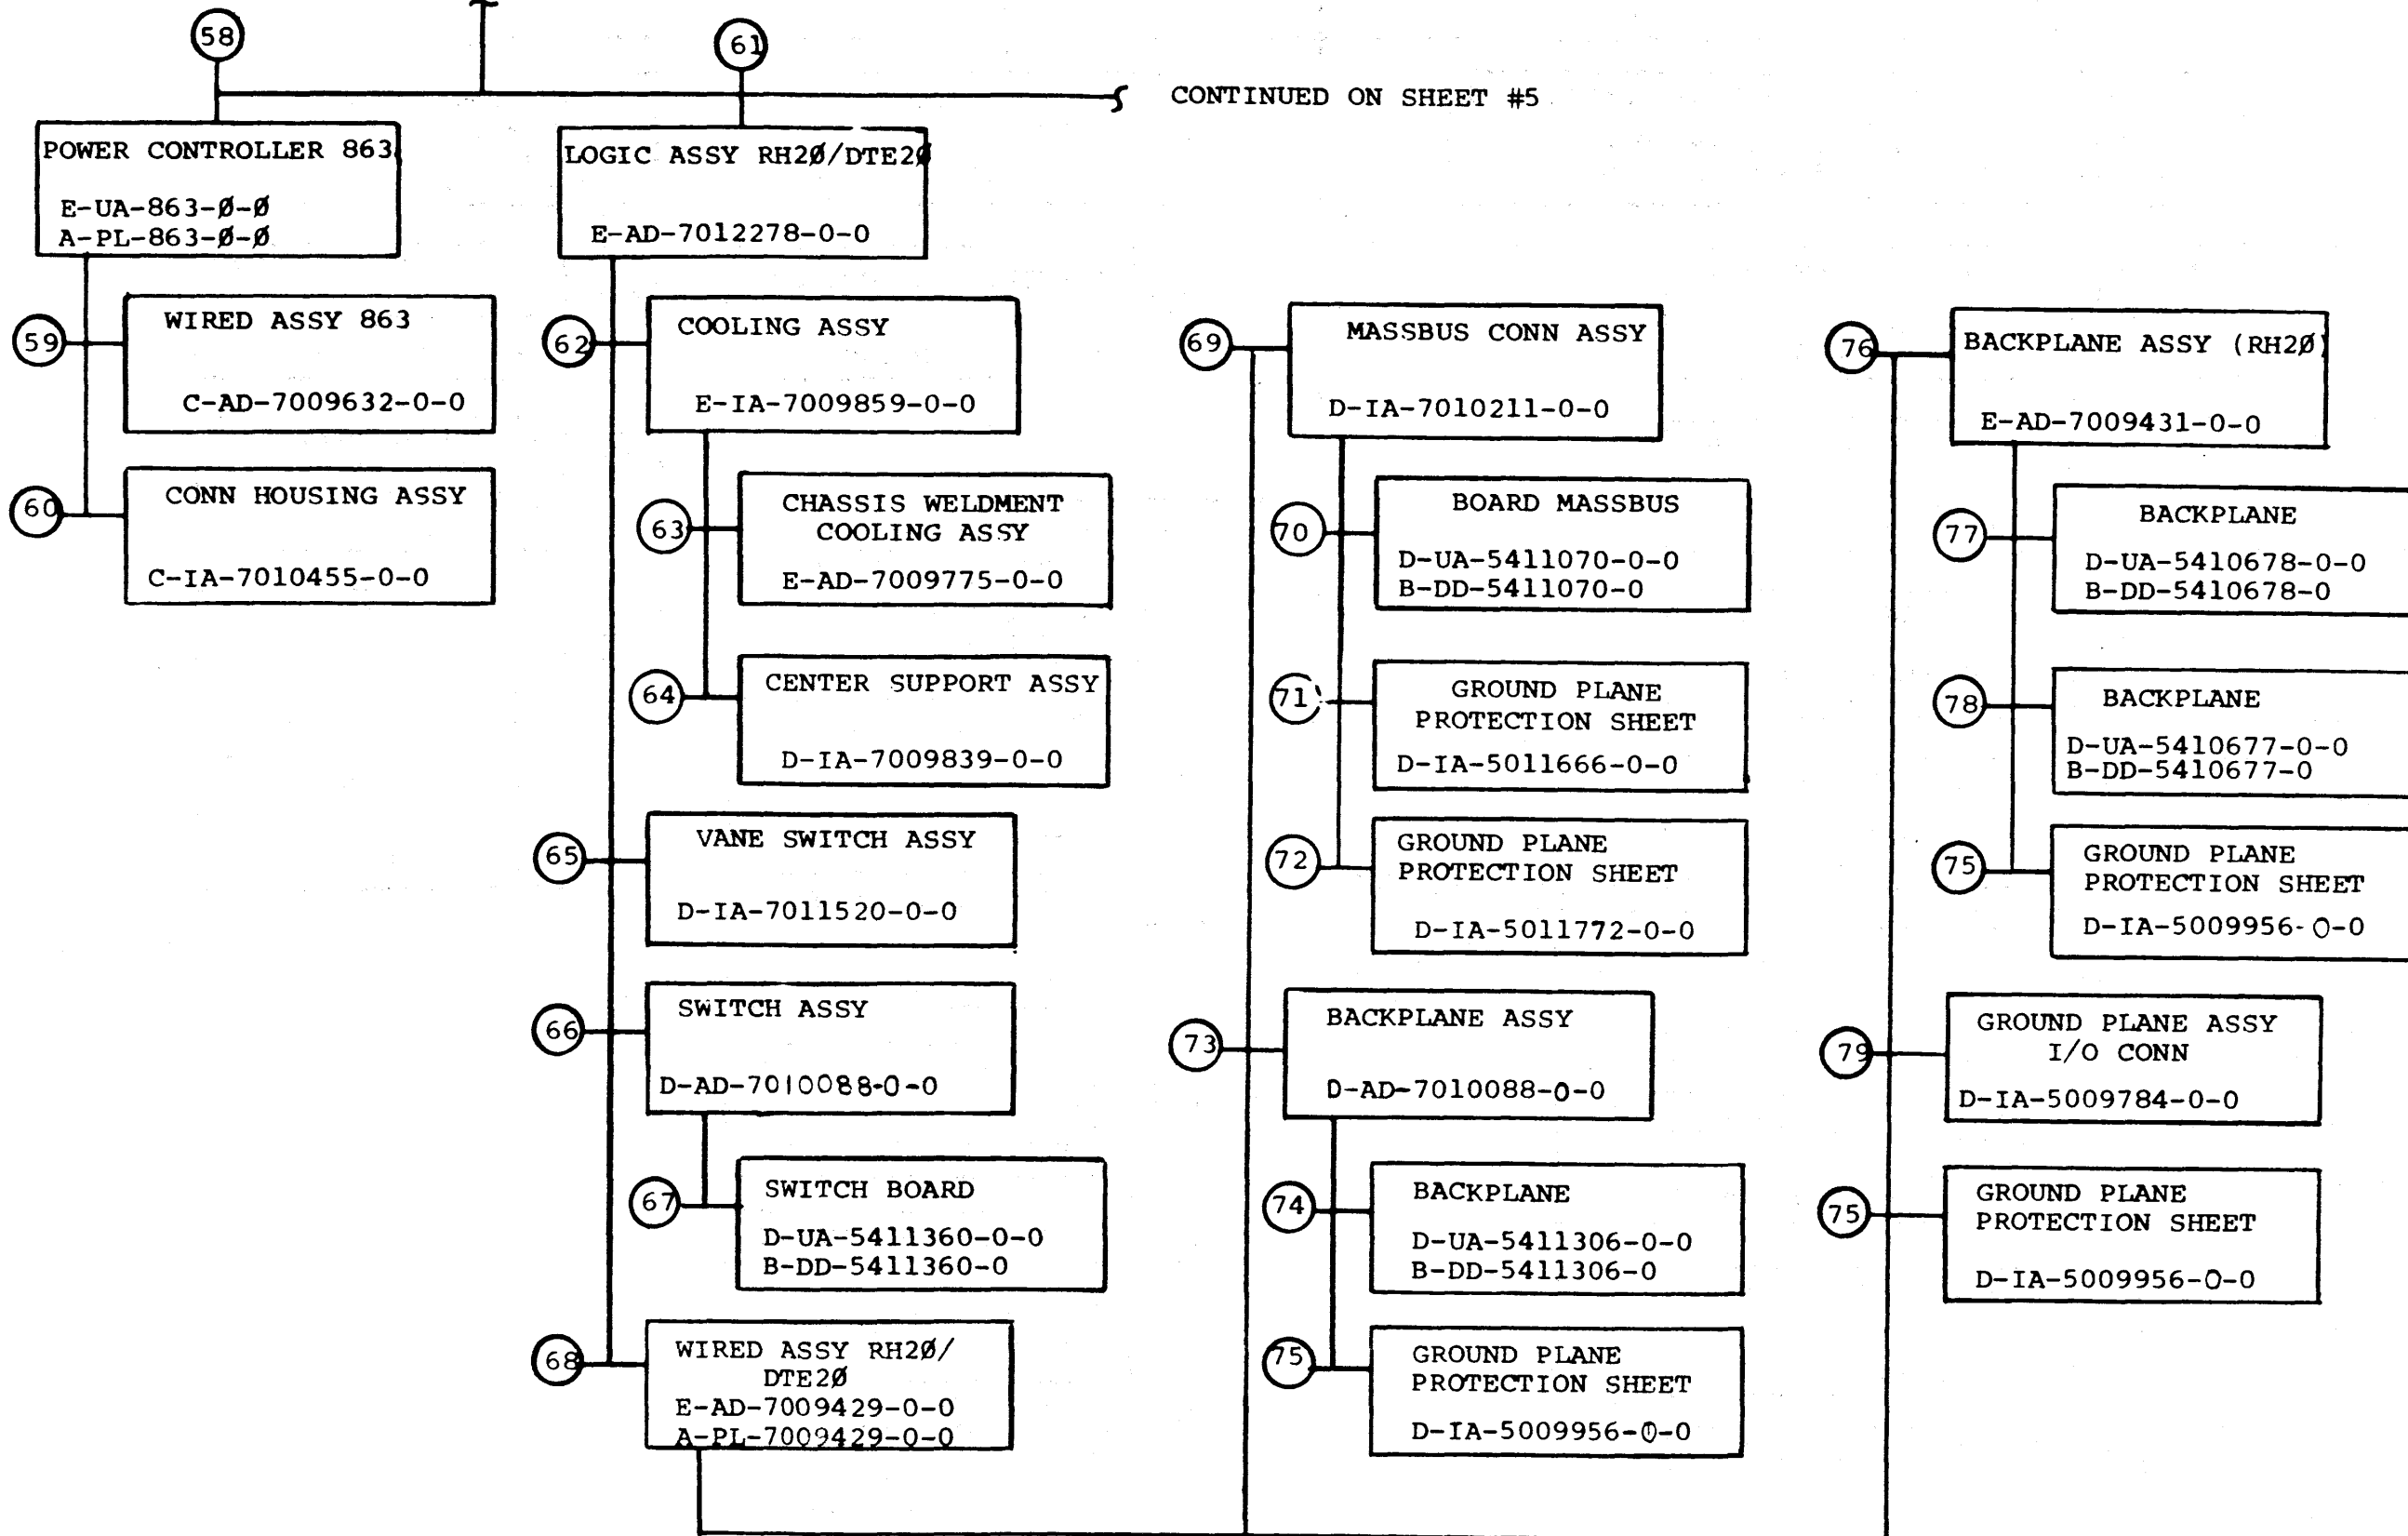 58
61
CONTINUED ON SHEET #5
POWER CONTROLLER 863
E-UA-863-Ø-Ø
A-PL-863-Ø-Ø
LOGIC ASSY RH2Ø/DTE2Ø
E-AD-7012278-0-0
59
WIRED ASSY 863
C-AD-7009632-0-0
60
CONN HOUSING ASSY
C-IA-7010455-0-0
62
COOLING ASSY
E-IA-7009859-0-0
63
CHASSIS WELDMENT
COOLING ASSY
E-AD-7009775-0-0
64
CENTER SUPPORT ASSY
D-IA-7009839-0-0
65
VANE SWITCH ASSY
D-IA-7011520-0-0
66
SWITCH ASSY
D-AD-7010088-0-0
67
SWITCH BOARD
D-UA-5411360-0-0
B-DD-5411360-0
68
WIRED ASSY RH2Ø/
DTE2Ø
E-AD-7009429-0-0
A-PL-7009429-0-0
69
MASSBUS CONN ASSY
D-IA-7010211-0-0
70
BOARD MASSBUS
D-UA-5411070-0-0
B-DD-5411070-0
71
GROUND PLANE
PROTECTION SHEET
D-IA-5011666-0-0
72
GROUND PLANE
PROTECTION SHEET
D-IA-5011772-0-0
73
BACKPLANE ASSY
D-AD-7010088-0-0
74
BACKPLANE
D-UA-5411306-0-0
B-DD-5411306-0
75
GROUND PLANE
PROTECTION SHEET
D-IA-5009956-0-0
76
BACKPLANE ASSY (RH2Ø)
E-AD-7009431-0-0
77
BACKPLANE
D-UA-5410678-0-0
B-DD-5410678-0
78
BACKPLANE
D-UA-5410677-0-0
B-DD-5410677-0
75
GROUND PLANE
PROTECTION SHEET
D-IA-5009956-0-0
79
GROUND PLANE ASSY
I/O CONN
D-IA-5009784-0-0
75
GROUND PLANE
PROTECTION SHEET
D-IA-5009956-0-0